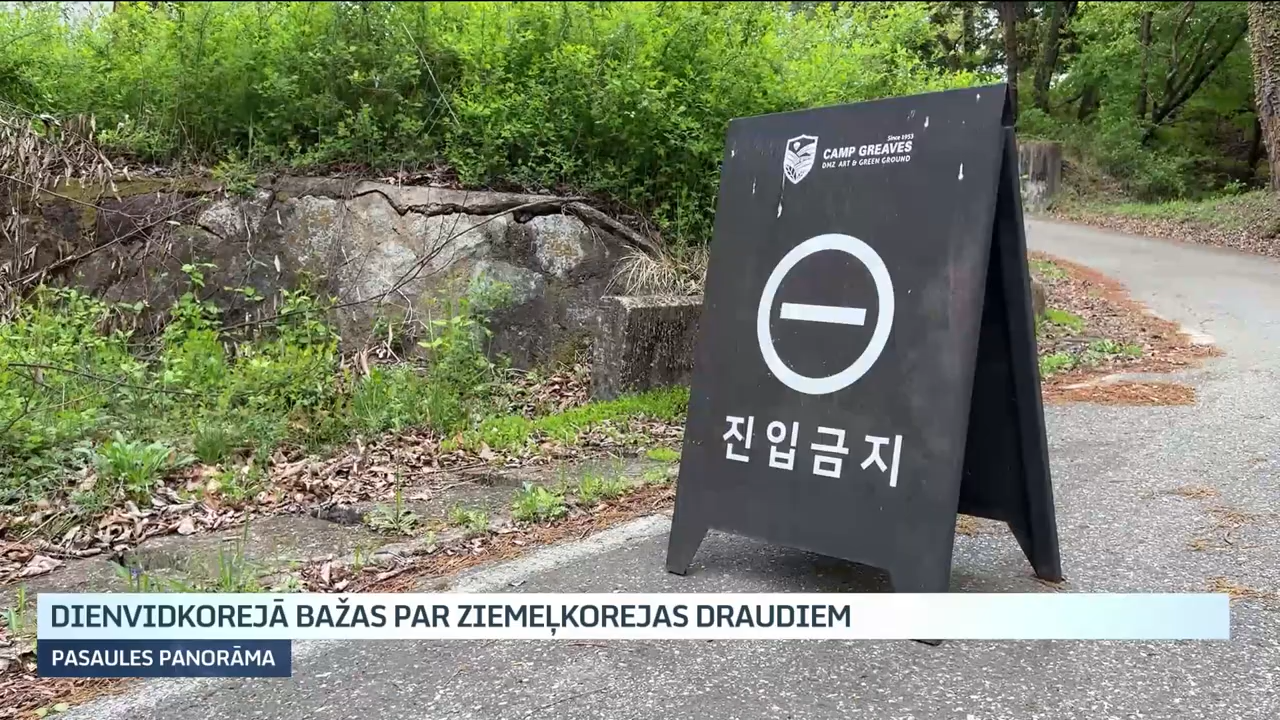 Since 1953
CAMP GREAVES
DMZ ART & GREEN GROUND
진입금지
DIENVIDKOREJĀ BAŽAS PAR ZIEMEĻKOREJAS DRAUDIEM
PASAULES PANORĀMA